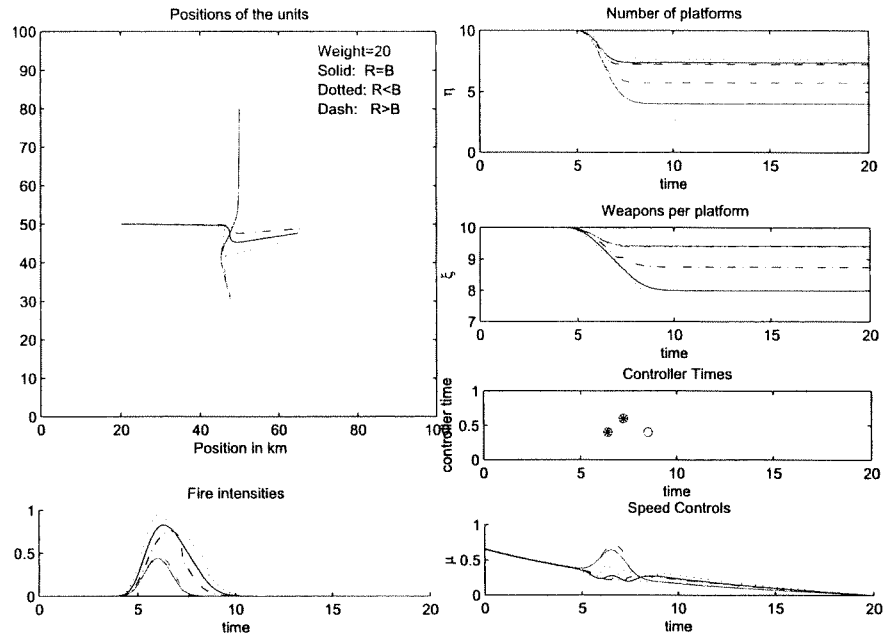 Positions of the units
100
90
80
70
60
50
40
30
20
10
0
0 20 40 60 80 100
Position in km
Weight=20
Solid: R=B
Dotted: R<B
Dash: R>B
Number of platforms
10
5
0
η
0 5 10 15 20
time
Weapons per platform
10
9
8
7
ξ
0 5 10 15 20
time
Controller Times
1
0.5
0
controller time
0 5 10 15 20
time
Fire intensities
1
0.5
0
0 5 10 15 20
time
Speed Controls
1
0.5
0
μ
0 5 10 15 20
time